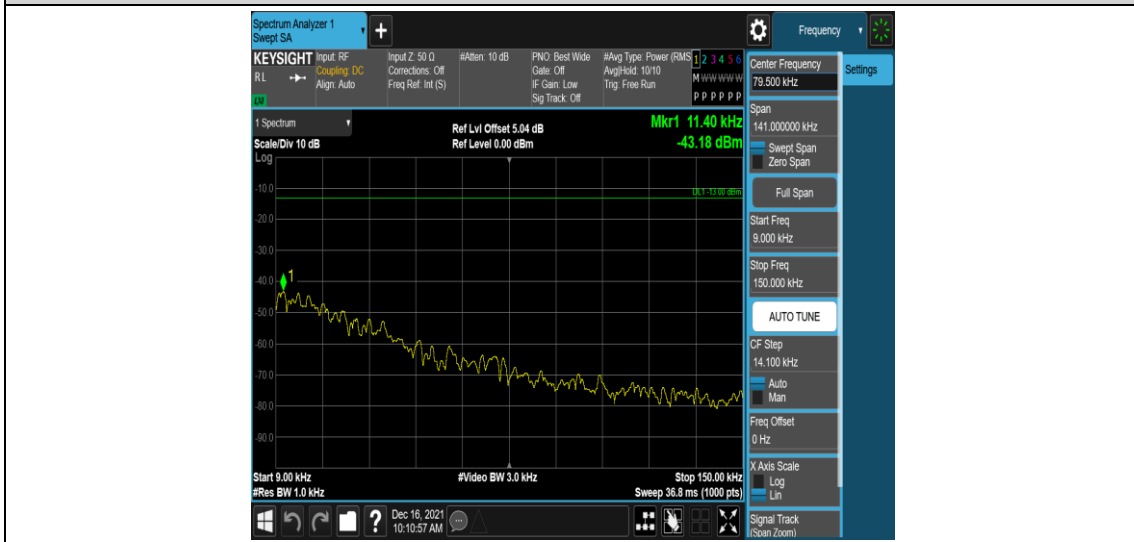 Spectrum Analyzer 1
Swept SA
+
Frequency
KEYSIGHT
RL
LXI
Input: RF
Coupling: DC
Align: Auto
Input Z: 50 Ω
Corrections: Off
Freq Ref: Int (S)
#Atten: 10 dB
PNO: Best Wide
Gate: Off
IF Gain: Low
Sig Track: Off
#Avg Type: Power (RMS
Avg|Hold: 10/10
Trig: Free Run
1 2 3 4 5 6
M W W W W W
P P P P P P
1 Spectrum
Scale/Div 10 dB
Log
Ref Lvl Offset 5.04 dB
Ref Level 0.00 dBm
Mkr1 11.40 kHz
-43.18 dBm
DL1 -13.00 dBm
-10.0
-20.0
-30.0
-40.0
1
-50.0
-60.0
-70.0
-80.0
-90.0
Start 9.00 kHz
#Res BW 1.0 kHz
#Video BW 3.0 kHz
Stop 150.00 kHz
Sweep 36.8 ms (1000 pts)
Center Frequency
79.500 kHz
Settings
Span
141.000000 kHz
Swept Span
Zero Span
Full Span
Start Freq
9.000 kHz
Stop Freq
150.000 kHz
AUTO TUNE
CF Step
14.100 kHz
Auto
Man
Freq Offset
0 Hz
X Axis Scale
Log
Lin
Signal Track
(Span Zoom)
?
Dec 16, 2021
10:10:57 AM